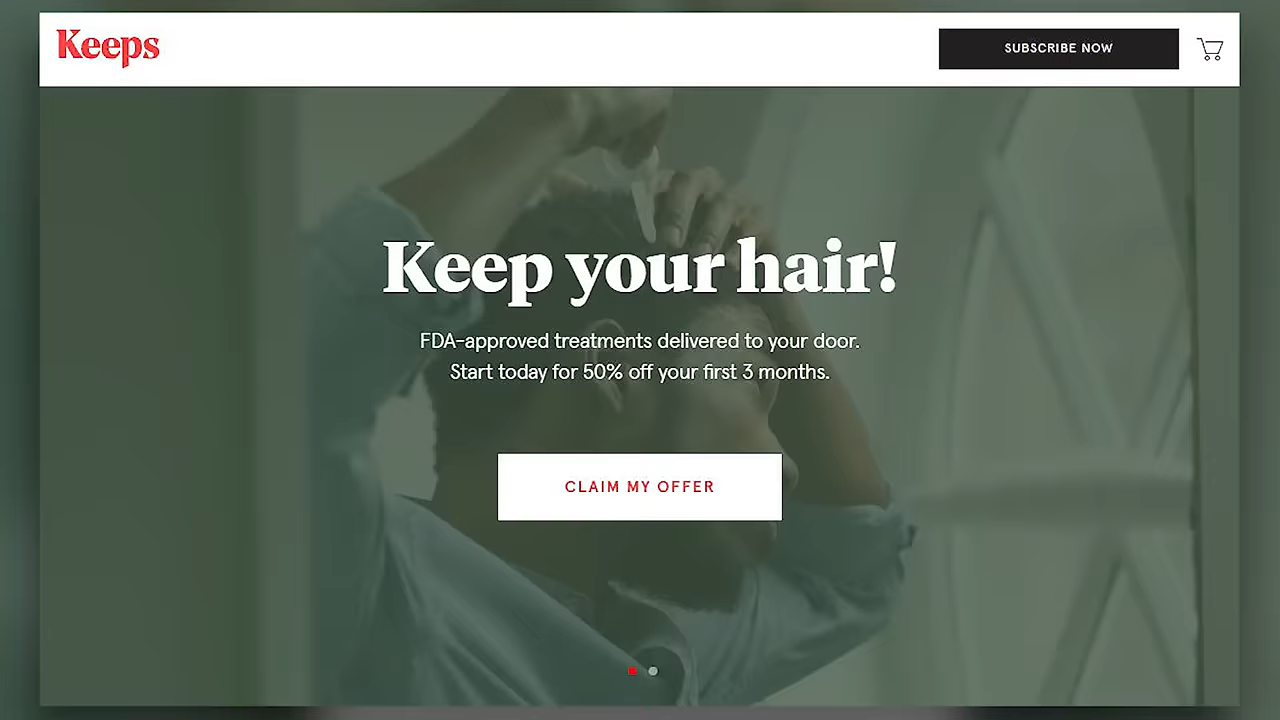 Keeps
SUBSCRIBE NOW
Keep your hair!
FDA-approved treatments delivered to your door.
Start today for 50% off your first 3 months.
CLAIM MY OFFER